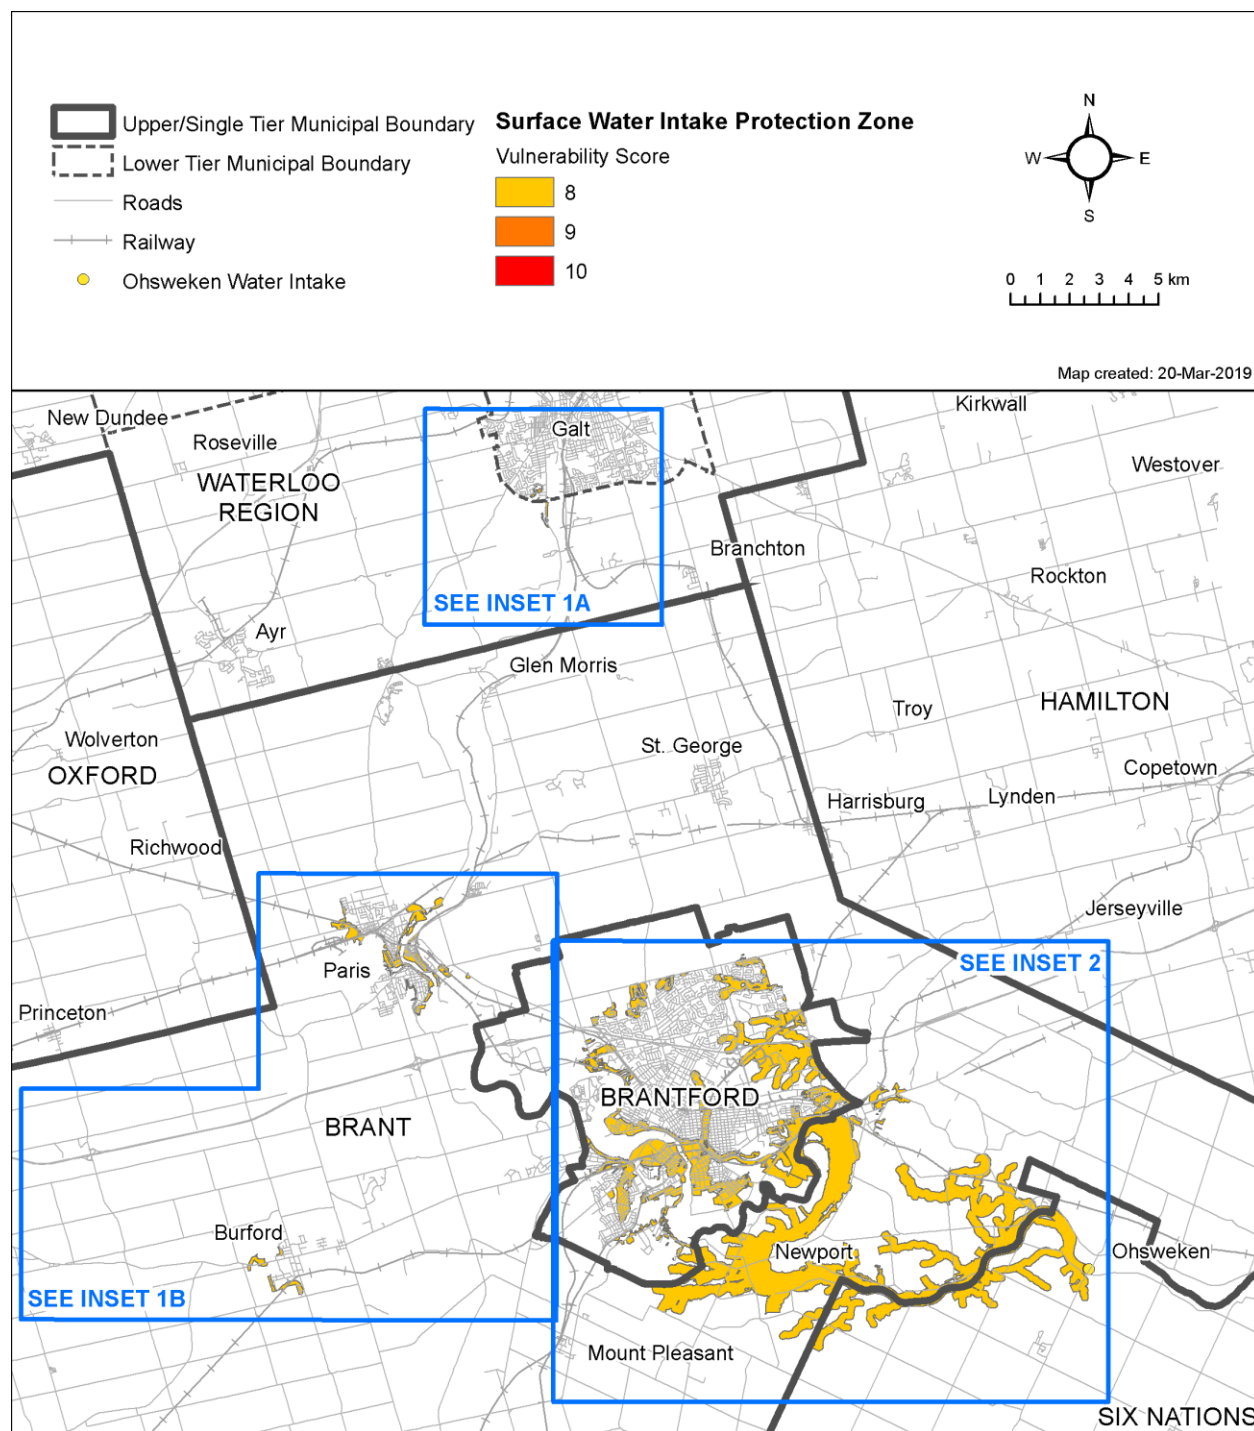 Upper/Single Tier Municipal Boundary
Lower Tier Municipal Boundary
Roads
Railway
Ohsweken Water Intake
Surface Water Intake Protection Zone
Vulnerability Score
8
9
10
N
W E
S
0 1 2 3 4 5 km
Map created: 20-Mar-2019
New Dundee
Roseville
WATERLOO
REGION
Galt
Kirkwall
Westover
Branchton
Rockton
SEE INSET 1A
Ayr
Glen Morris
Wolverton
OXFORD
St. George
Troy
HAMILTON
Copetown
Harrisburg
Lynden
Richwood
Jerseyville
Paris
SEE INSET 2
Princeton
BRANTFORD
BRANT
Burford
Newport
Ohsweken
SEE INSET 1B
Mount Pleasant
SIX NATIONS